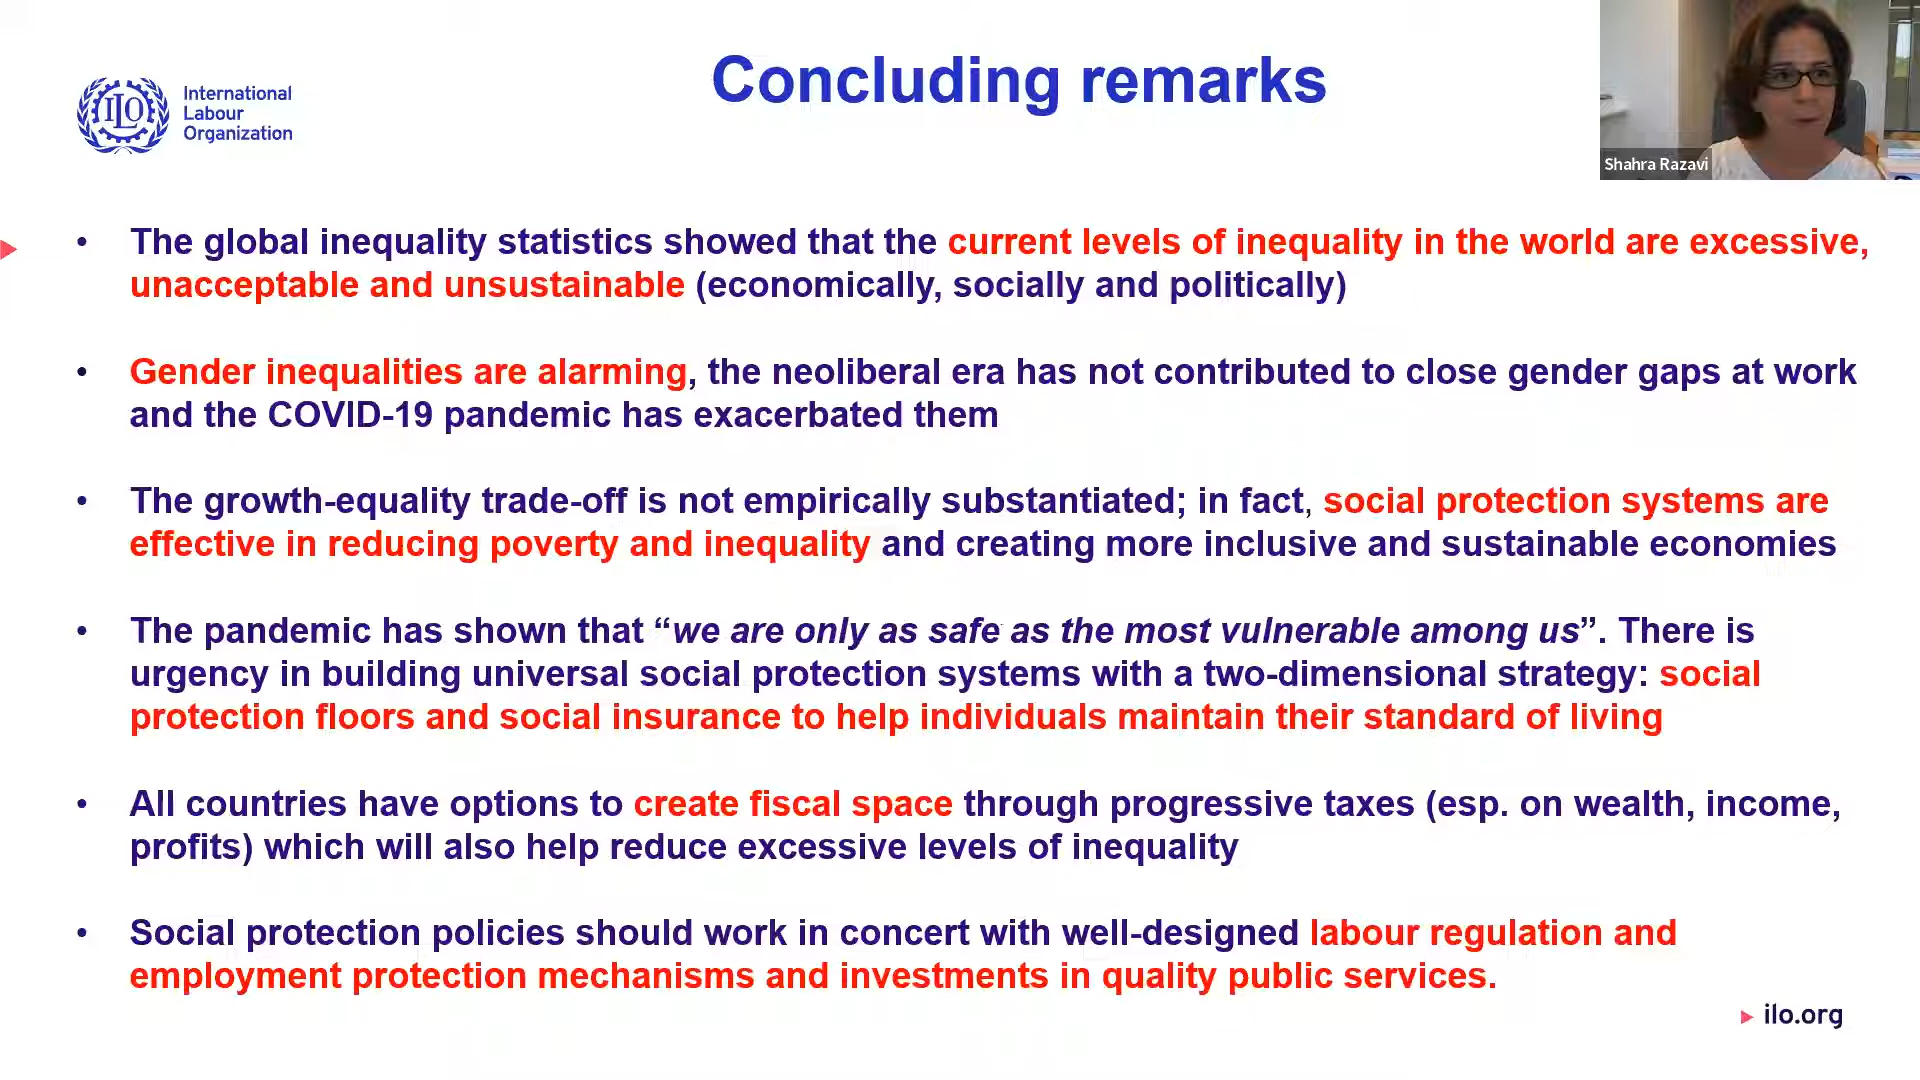 Concluding remarks
ILO
International
Labour
Organization
Shahra Razavi
• The global inequality statistics showed that the current levels of inequality in the world are excessive,
unacceptable and unsustainable (economically, socially and politically)
• Gender inequalities are alarming, the neoliberal era has not contributed to close gender gaps at work
and the COVID-19 pandemic has exacerbated them
• The growth-equality trade-off is not empirically substantiated; in fact, social protection systems are
effective in reducing poverty and inequality and creating more inclusive and sustainable economies
• The pandemic has shown that “we are only as safe as the most vulnerable among us”. There is
urgency in building universal social protection systems with a two-dimensional strategy: social
protection floors and social insurance to help individuals maintain their standard of living
• All countries have options to create fiscal space through progressive taxes (esp. on wealth, income,
profits) which will also help reduce excessive levels of inequality
• Social protection policies should work in concert with well-designed labour regulation and
employment protection mechanisms and investments in quality public services.
ilo.org